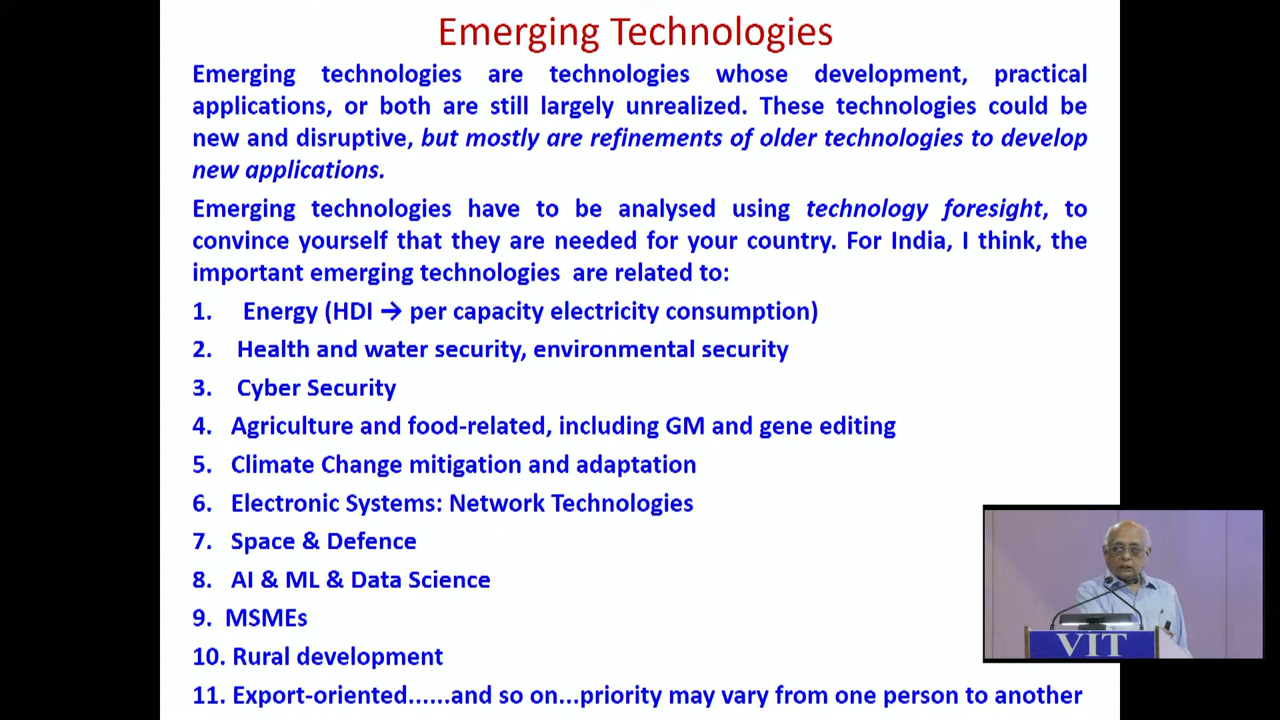 Emerging Technologies
Emerging technologies are technologies whose development, practical
applications, or both are still largely unrealized. These technologies could be
new and disruptive, but mostly are refinements of older technologies to develop
new applications.
Emerging technologies have to be analysed using technology foresight, to
convince yourself that they are needed for your country. For India, I think, the
important emerging technologies are related to:
1. Energy (HDI → per capacity electricity consumption)
2. Health and water security, environmental security
3. Cyber Security
4. Agriculture and food-related, including GM and gene editing
5. Climate Change mitigation and adaptation
6. Electronic Systems: Network Technologies
7. Space & Defence
8. AI & ML & Data Science
9. MSMEs
10. Rural development
11. Export-oriented......and so on...priority may vary from one person to another
VIT